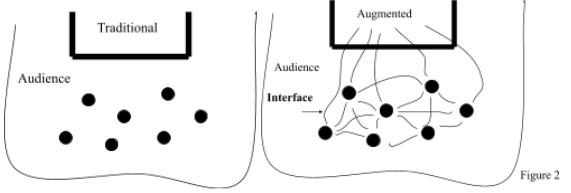 Traditional
Audience
Augmented
Audience
Interface
Figure 2